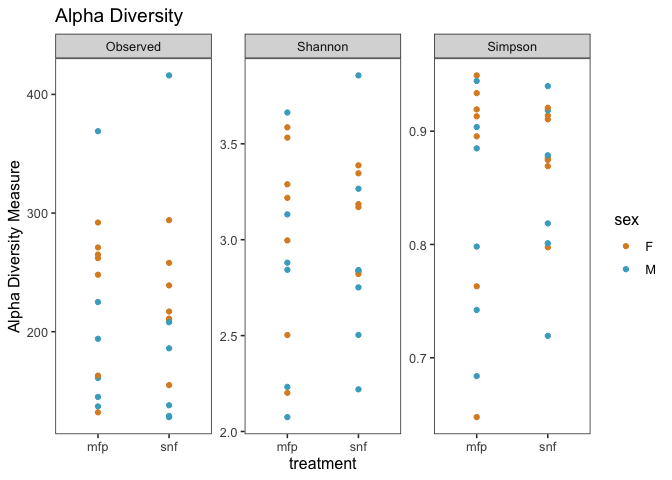 Alpha Diversity
Observed
Shannon
Simpson
Alpha Diversity Measure
400
300
200
3.5
3.0
2.5
2.0
0.9
0.8
0.7
mfp
snf
mfp
snf
mfp
snf
treatment
sex
F
M